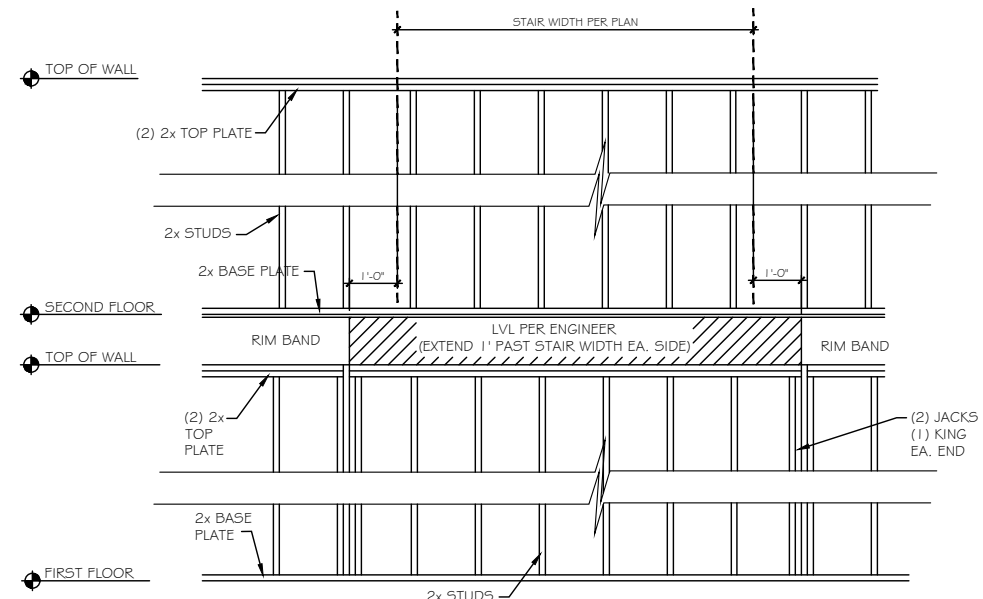 STAIR WIDTH PER PLAN
TOP OF WALL
(2) 2x TOP PLATE
2x STUDS
2x BASE PLATE
1'-0"
1'-0"
SECOND FLOOR
RIM BAND
LVL PER ENGINEER
(EXTEND 1' PAST STAIR WIDTH EA. SIDE)
RIM BAND
TOP OF WALL
(2) 2x
TOP
PLATE
(2) JACKS
(1) KING
EA. END
2x BASE
PLATE
FIRST FLOOR
2x STUDS